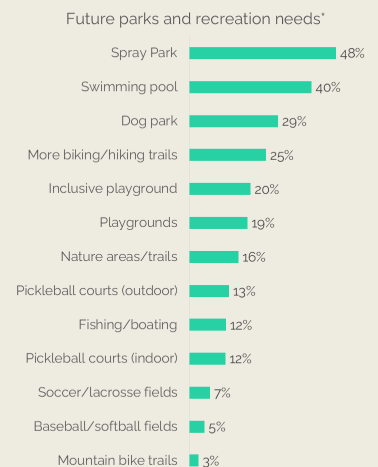 Future parks and recreation needs*
Spray Park 48%
Swimming pool 40%
Dog park 29%
More biking/hiking trails 25%
Inclusive playground 20%
Playgrounds 19%
Nature areas/trails 16%
Pickleball courts (outdoor) 13%
Fishing/boating 12%
Pickleball courts (indoor) 12%
Soccer/lacrosse fields 7%
Baseball/softball fields 5%
Mountain bike trails 3%